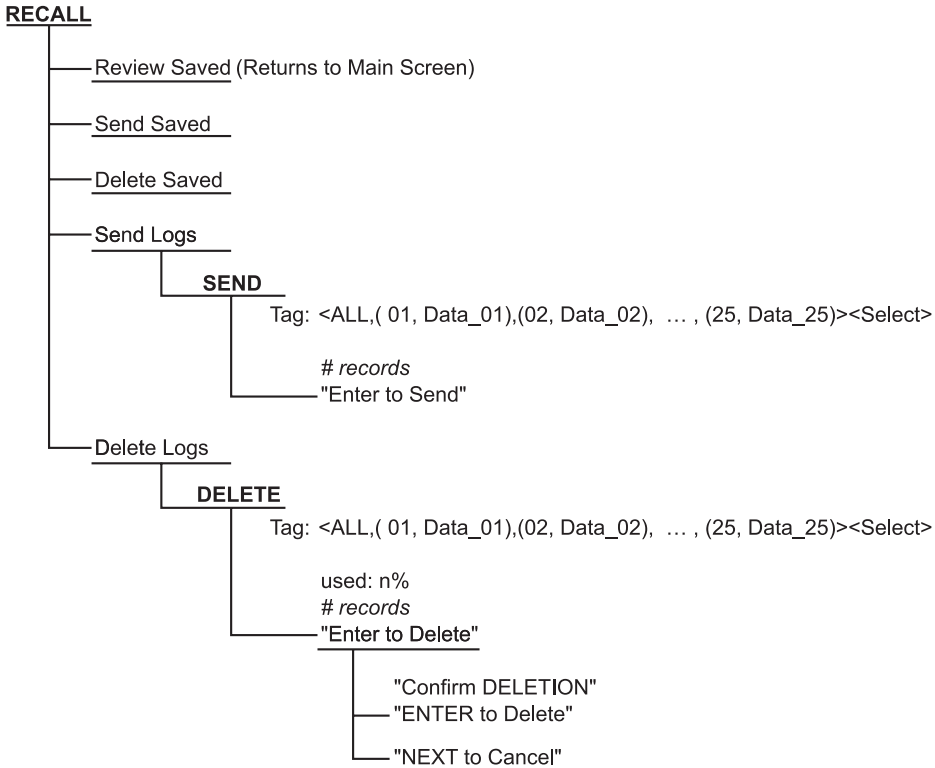 RECALL
Review Saved (Returns to Main Screen)
Send Saved
Delete Saved
Send Logs
SEND
Tag: <ALL,( 01, Data_01),(02, Data_02), … , (25, Data_25)><Select>
# records
"Enter to Send"
Delete Logs
DELETE
Tag: <ALL,( 01, Data_01),(02, Data_02), … , (25, Data_25)><Select>
used: n%
# records
"Enter to Delete"
"Confirm DELETION"
"ENTER to Delete"
"NEXT to Cancel"